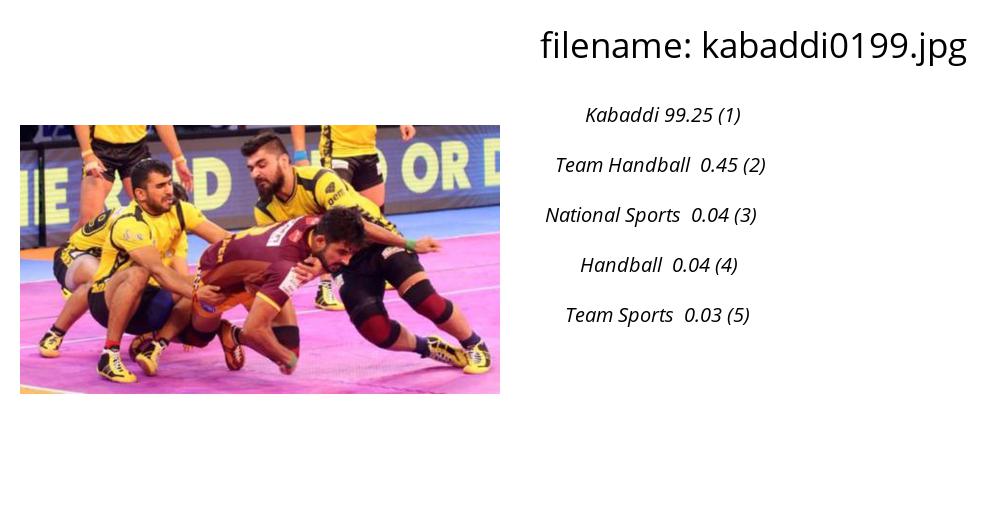 filename: kabaddi0199.jpg
Kabaddi 99.25 (1)
Team Handball 0.45 (2)
National Sports 0.04 (3)
Handball 0.04 (4)
Team Sports 0.03 (5)
OR D